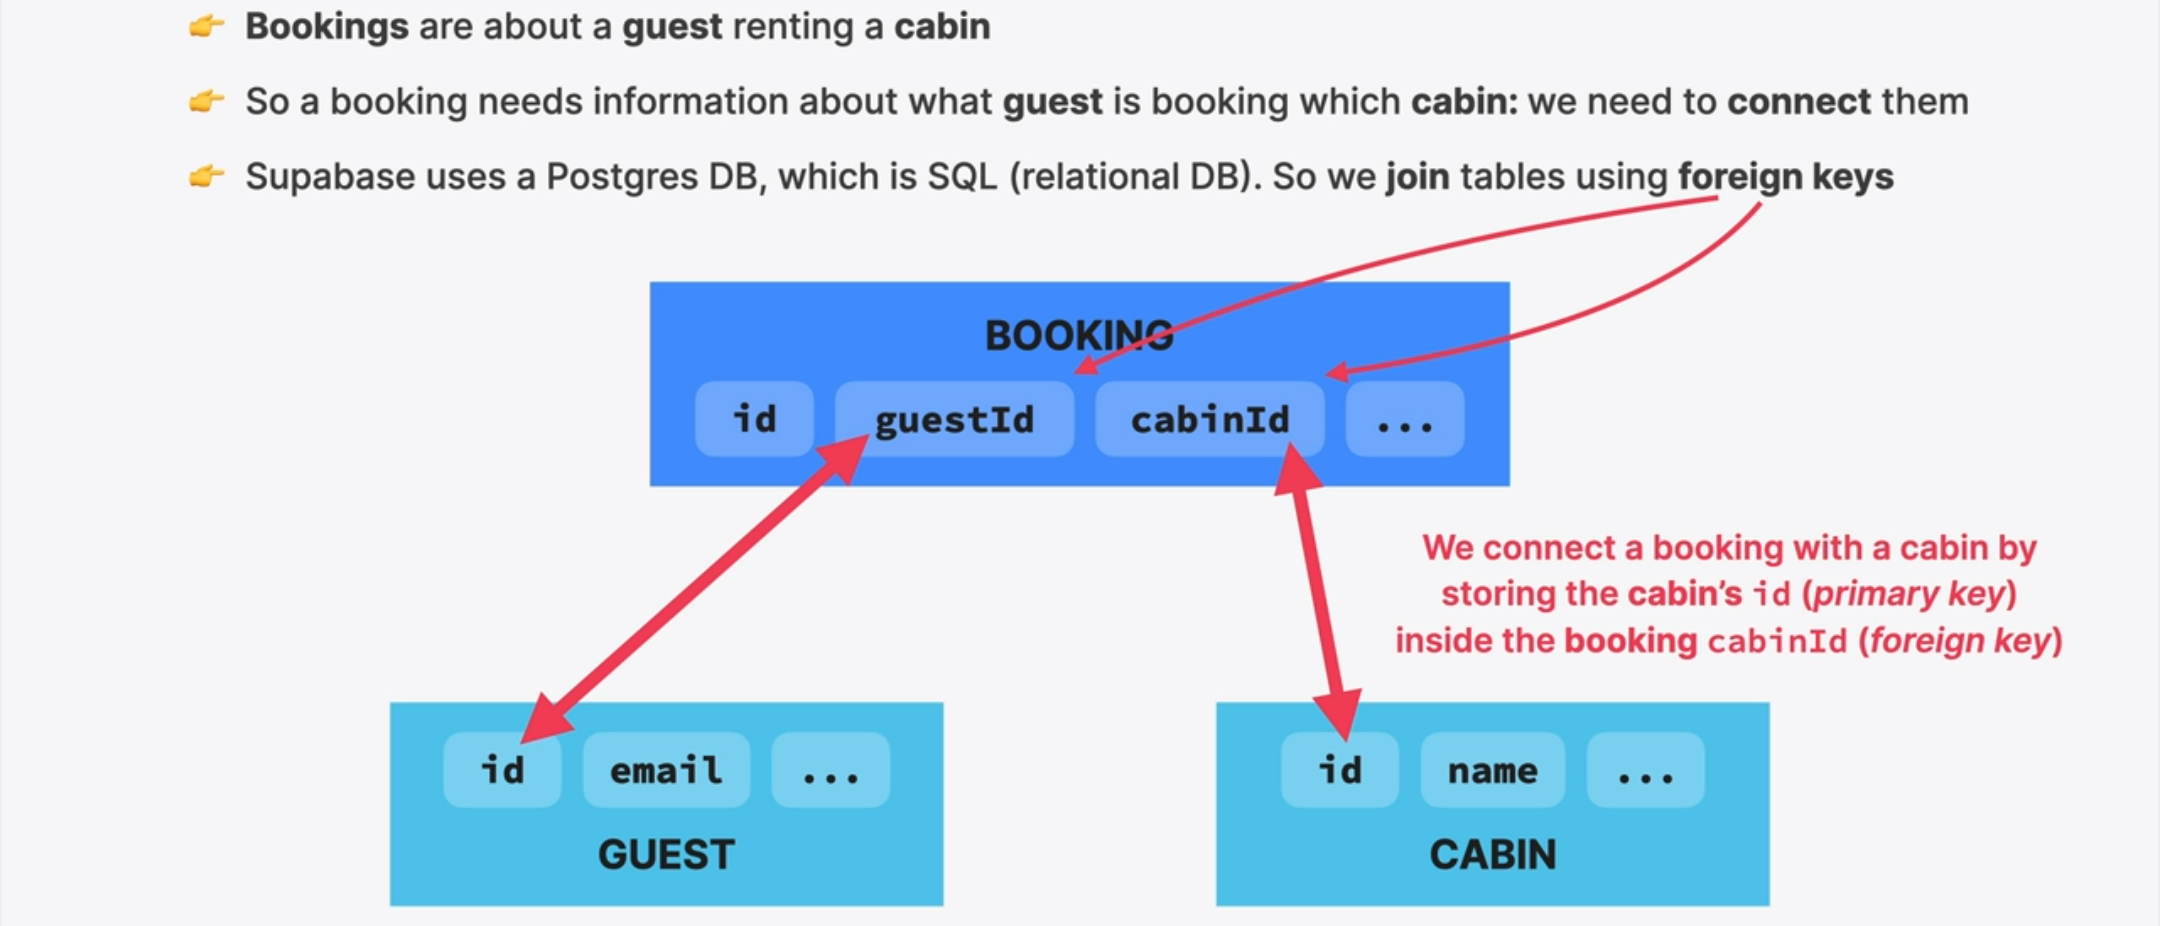 👉 Bookings are about a guest renting a cabin
👉 So a booking needs information about what guest is booking which cabin: we need to connect them
👉 Supabase uses a Postgres DB, which is SQL (relational DB). So we join tables using foreign keys
BOOKING
id guestId cabinId ...
We connect a booking with a cabin by
storing the cabin’s id (primary key)
inside the booking cabinId (foreign key)
id email ...
GUEST
id name ...
CABIN